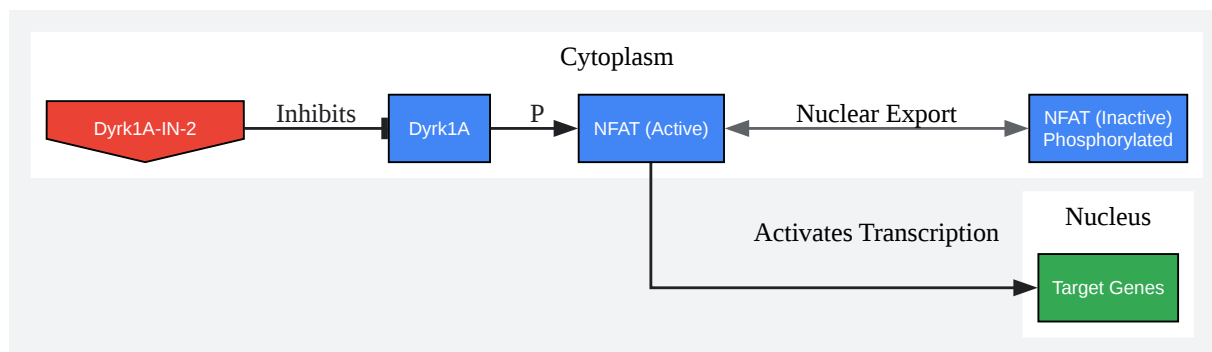 Cytoplasm
Dyrk1A-IN-2
Inhibits
Dyrk1A
P
NFAT (Active)
Nuclear Export
NFAT (Inactive)
Phosphorylated
Activates Transcription
Nucleus
Target Genes